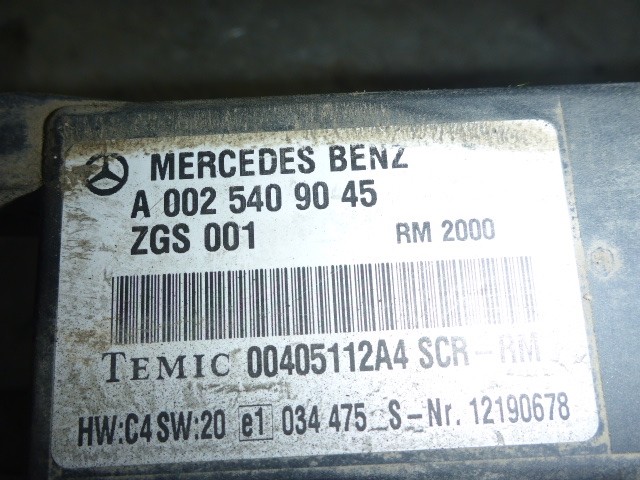 MERCEDES BENZ
A 002 540 90 45
ZGS 001 RM 2000
TEMIC 00405112A4 SCR-RM
HW:C4 SW:20 e1 034 475 S-Nr. 12190678